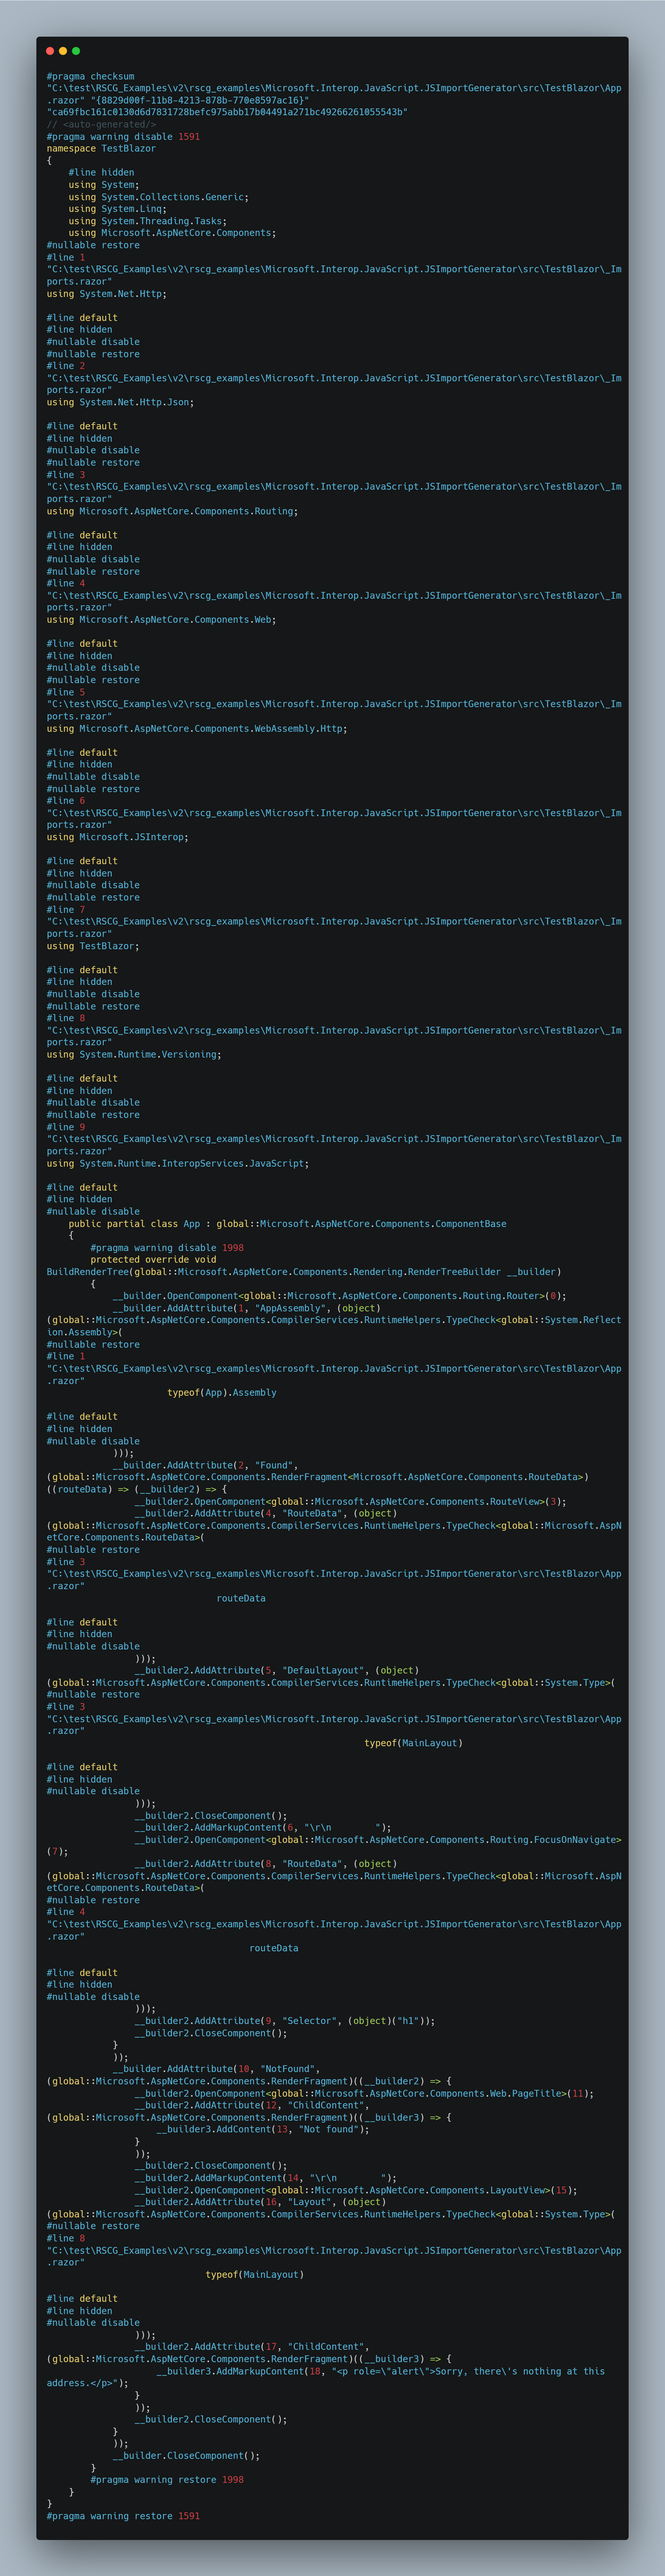 #pragma checksum
"C:\test\RSCG_Examples\v2\rscg_examples\Microsoft.Interop.JavaScript.JSImportGenerator\src\TestBlazor\App
.razor" "{8829d00f-11b8-4213-878b-770e8597ac16}"
"ca69fbc161c0130d6d7831728befc975abb17b04491a271bc49266261055543b"
// <auto-generated/>
#pragma warning disable 1591
namespace TestBlazor
{
    #line hidden
    using System;
    using System.Collections.Generic;
    using System.Linq;
    using System.Threading.Tasks;
    using Microsoft.AspNetCore.Components;
#nullable restore
#line 1
"C:\test\RSCG_Examples\v2\rscg_examples\Microsoft.Interop.JavaScript.JSImportGenerator\src\TestBlazor\_Im
ports.razor"
using System.Net.Http;

#line default
#line hidden
#nullable disable
#nullable restore
#line 2
"C:\test\RSCG_Examples\v2\rscg_examples\Microsoft.Interop.JavaScript.JSImportGenerator\src\TestBlazor\_Im
ports.razor"
using System.Net.Http.Json;

#line default
#line hidden
#nullable disable
#nullable restore
#line 3
"C:\test\RSCG_Examples\v2\rscg_examples\Microsoft.Interop.JavaScript.JSImportGenerator\src\TestBlazor\_Im
ports.razor"
using Microsoft.AspNetCore.Components.Routing;

#line default
#line hidden
#nullable disable
#nullable restore
#line 4
"C:\test\RSCG_Examples\v2\rscg_examples\Microsoft.Interop.JavaScript.JSImportGenerator\src\TestBlazor\_Im
ports.razor"
using Microsoft.AspNetCore.Components.Web;

#line default
#line hidden
#nullable disable
#nullable restore
#line 5
"C:\test\RSCG_Examples\v2\rscg_examples\Microsoft.Interop.JavaScript.JSImportGenerator\src\TestBlazor\_Im
ports.razor"
using Microsoft.AspNetCore.Components.WebAssembly.Http;

#line default
#line hidden
#nullable disable
#nullable restore
#line 6
"C:\test\RSCG_Examples\v2\rscg_examples\Microsoft.Interop.JavaScript.JSImportGenerator\src\TestBlazor\_Im
ports.razor"
using Microsoft.JSInterop;

#line default
#line hidden
#nullable disable
#nullable restore
#line 7
"C:\test\RSCG_Examples\v2\rscg_examples\Microsoft.Interop.JavaScript.JSImportGenerator\src\TestBlazor\_Im
ports.razor"
using TestBlazor;

#line default
#line hidden
#nullable disable
#nullable restore
#line 8
"C:\test\RSCG_Examples\v2\rscg_examples\Microsoft.Interop.JavaScript.JSImportGenerator\src\TestBlazor\_Im
ports.razor"
using System.Runtime.Versioning;

#line default
#line hidden
#nullable disable
#nullable restore
#line 9
"C:\test\RSCG_Examples\v2\rscg_examples\Microsoft.Interop.JavaScript.JSImportGenerator\src\TestBlazor\_Im
ports.razor"
using System.Runtime.InteropServices.JavaScript;

#line default
#line hidden
#nullable disable
    public partial class App : global::Microsoft.AspNetCore.Components.ComponentBase
    {
        #pragma warning disable 1998
        protected override void
BuildRenderTree(global::Microsoft.AspNetCore.Components.Rendering.RenderTreeBuilder __builder)
        {
            __builder.OpenComponent<global::Microsoft.AspNetCore.Components.Routing.Router>(0);
            __builder.AddAttribute(1, "AppAssembly", (object)
(global::Microsoft.AspNetCore.Components.CompilerServices.RuntimeHelpers.TypeCheck<global::System.Reflect
ion.Assembly>(
#nullable restore
#line 1
"C:\test\RSCG_Examples\v2\rscg_examples\Microsoft.Interop.JavaScript.JSImportGenerator\src\TestBlazor\App
.razor"
                      typeof(App).Assembly

#line default
#line hidden
#nullable disable
            )));
            __builder.AddAttribute(2, "Found",
(global::Microsoft.AspNetCore.Components.RenderFragment<Microsoft.AspNetCore.Components.RouteData>)
((routeData) => (__builder2) => {
                __builder2.OpenComponent<global::Microsoft.AspNetCore.Components.RouteView>(3);
                __builder2.AddAttribute(4, "RouteData", (object)
(global::Microsoft.AspNetCore.Components.CompilerServices.RuntimeHelpers.TypeCheck<global::Microsoft.AspN
etCore.Components.RouteData>(
#nullable restore
#line 3
"C:\test\RSCG_Examples\v2\rscg_examples\Microsoft.Interop.JavaScript.JSImportGenerator\src\TestBlazor\App
.razor"
                               routeData

#line default
#line hidden
#nullable disable
                )));
                __builder2.AddAttribute(5, "DefaultLayout", (object)
(global::Microsoft.AspNetCore.Components.CompilerServices.RuntimeHelpers.TypeCheck<global::System.Type>(
#nullable restore
#line 3
"C:\test\RSCG_Examples\v2\rscg_examples\Microsoft.Interop.JavaScript.JSImportGenerator\src\TestBlazor\App
.razor"
                                                          typeof(MainLayout)

#line default
#line hidden
#nullable disable
                )));
                __builder2.CloseComponent();
                __builder2.AddMarkupContent(6, "\r\n        ");
                __builder2.OpenComponent<global::Microsoft.AspNetCore.Components.Routing.FocusOnNavigate>
(7);
                __builder2.AddAttribute(8, "RouteData", (object)
(global::Microsoft.AspNetCore.Components.CompilerServices.RuntimeHelpers.TypeCheck<global::Microsoft.AspN
etCore.Components.RouteData>(
#nullable restore
#line 4
"C:\test\RSCG_Examples\v2\rscg_examples\Microsoft.Interop.JavaScript.JSImportGenerator\src\TestBlazor\App
.razor"
                                     routeData

#line default
#line hidden
#nullable disable
                )));
                __builder2.AddAttribute(9, "Selector", (object)("h1"));
                __builder2.CloseComponent();
            }
            ));
            __builder.AddAttribute(10, "NotFound",
(global::Microsoft.AspNetCore.Components.RenderFragment)((__builder2) => {
                __builder2.OpenComponent<global::Microsoft.AspNetCore.Components.Web.PageTitle>(11);
                __builder2.AddAttribute(12, "ChildContent",
(global::Microsoft.AspNetCore.Components.RenderFragment)((__builder3) => {
                    __builder3.AddContent(13, "Not found");
                }
                ));
                __builder2.CloseComponent();
                __builder2.AddMarkupContent(14, "\r\n        ");
                __builder2.OpenComponent<global::Microsoft.AspNetCore.Components.LayoutView>(15);
                __builder2.AddAttribute(16, "Layout", (object)
(global::Microsoft.AspNetCore.Components.CompilerServices.RuntimeHelpers.TypeCheck<global::System.Type>(
#nullable restore
#line 8
"C:\test\RSCG_Examples\v2\rscg_examples\Microsoft.Interop.JavaScript.JSImportGenerator\src\TestBlazor\App
.razor"
                             typeof(MainLayout)

#line default
#line hidden
#nullable disable
                )));
                __builder2.AddAttribute(17, "ChildContent",
(global::Microsoft.AspNetCore.Components.RenderFragment)((__builder3) => {
                    __builder3.AddMarkupContent(18, "<p role=\"alert\">Sorry, there\'s nothing at this
address.</p>");
                }
                ));
                __builder2.CloseComponent();
            }
            ));
            __builder.CloseComponent();
        }
        #pragma warning restore 1998
    }
}
#pragma warning restore 1591